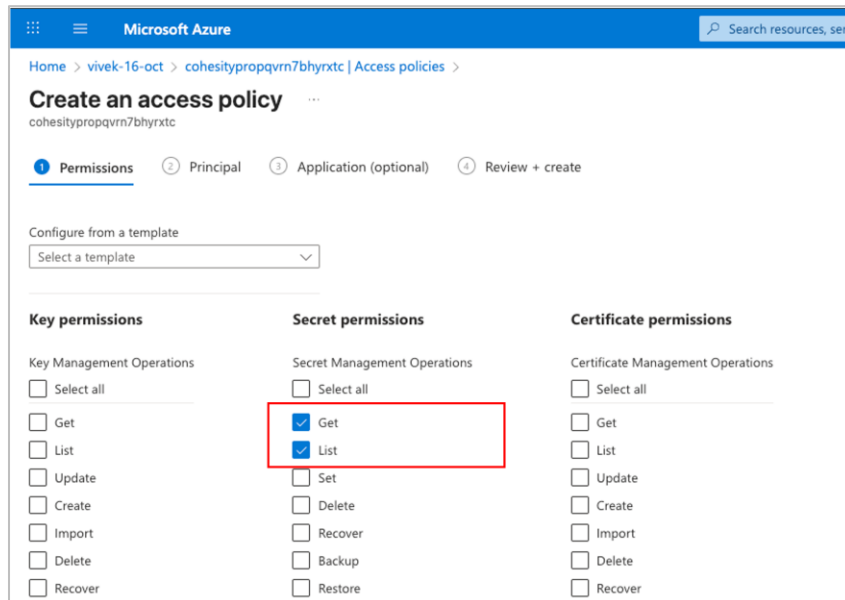 Microsoft Azure
Search resources, ser
Home > vivek-16-oct > cohesitypropqvrn7bhyrxtc | Access policies >
Create an access policy ...
cohesitypropqvrn7bhyrxtc
1 Permissions 2 Principal 3 Application (optional) 4 Review + create
Configure from a template
Select a template
Key permissions
Key Management Operations
Select all
Get
List
Update
Create
Import
Delete
Recover
Secret permissions
Secret Management Operations
Select all
Get
List
Set
Delete
Recover
Backup
Restore
Certificate permissions
Certificate Management Operations
Select all
Get
List
Update
Create
Import
Delete
Recover